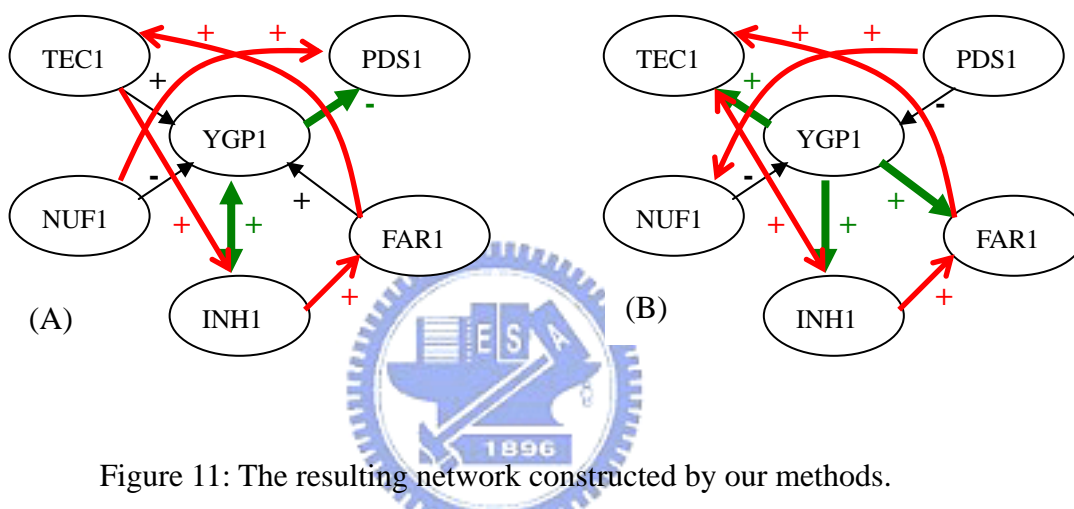 TEC1
+
+
PDS1
+
-
YGP1
-
+
NUF1
+
+
FAR1
+
INH1
(A)
TEC1
+
+
PDS1
+
-
YGP1
-
+
NUF1
+
+
FAR1
+
INH1
(B)
E S A
1896
Figure 11: The resulting network constructed by our methods.